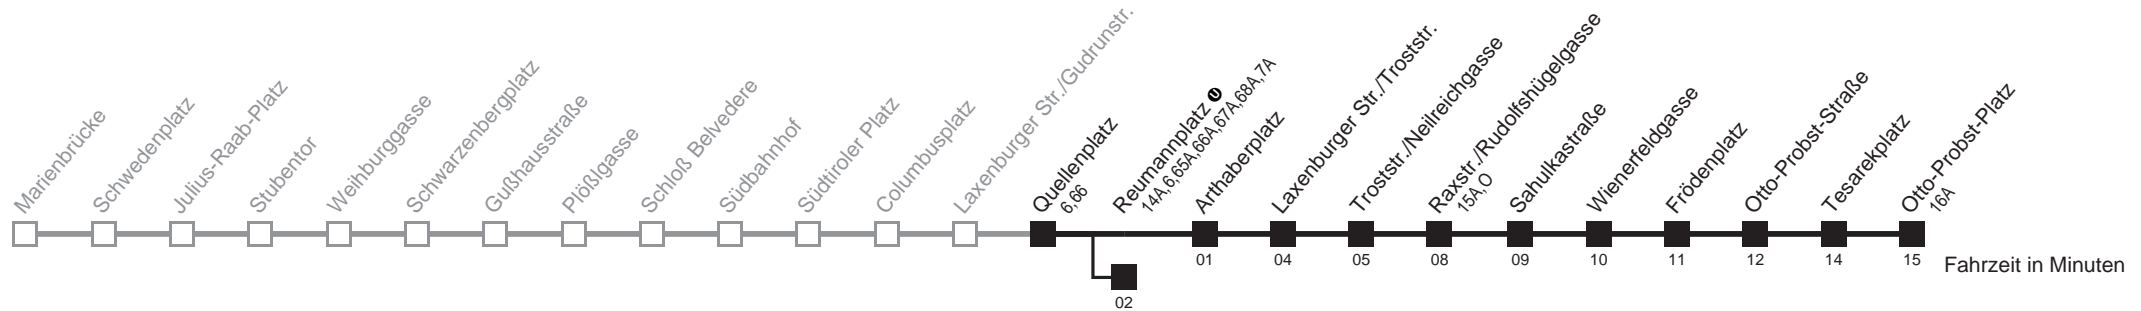 Marienbrücke
Schwedenplatz
Julius-Raab-Platz
Stubentor
Weihburggasse
Schwarzenbergplatz
Gußhausstraße
Plößlgasse
Schloß Belvedere
Südbahnhof
Südtiroler Platz
Columbusplatz
Laxenburger Str./Gudrunstr.
Quellenplatz
6,66
Reumannplatz U
14A,6,65A,66A,67A,68A,7A
Arthaberplatz
Laxenburger Str./Troststr.
Troststr./Neilreichgasse
Raxstr./Rudolfshügelgasse
15A,O
Sahulkastraße
Wienerfeldgasse
Frödenplatz
Otto-Probst-Straße
Tesarekplatz
Otto-Probst-Platz
16A
01
04
05
08
09
10
11
12
14
15
Fahrzeit in Minuten
02